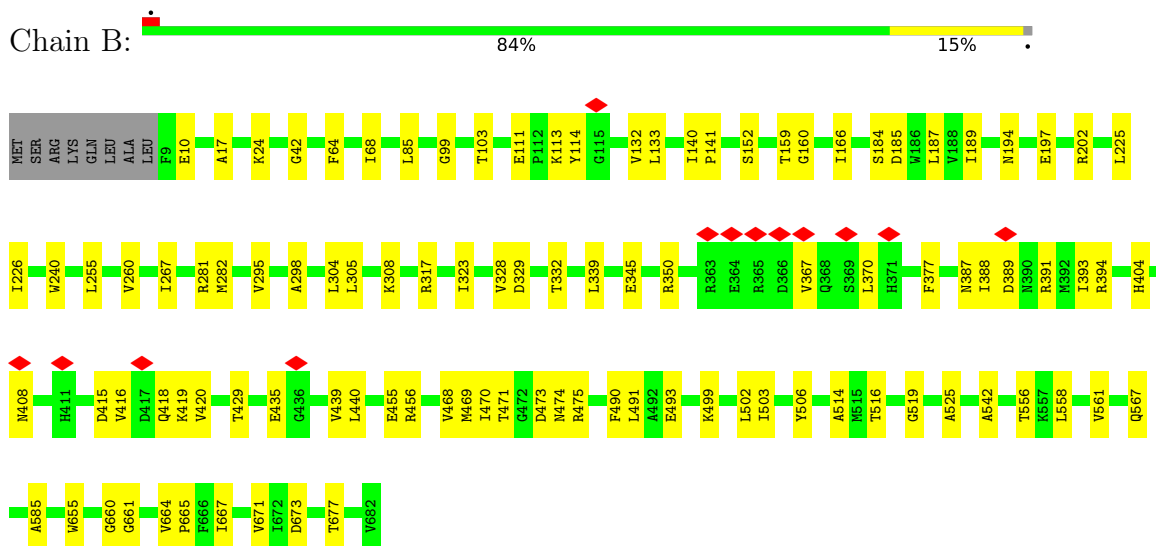 Chain B:
84% 15%
MET SER ARG LYS GLN LEU ALA LEU F9 E10 A17 K24 G42 F64 I68 L85 G99 T103 E111 P112 K113 Y114 G115 V132 L133 I140 P141 S152 T159 G160 I166 S184 D185 W186 L187 V188 I189 N194 E197 R202 L225
I226 W240 L255 V260 I267 R281 M282 V295 A298 L304 L305 K308 R317 I323 V328 D329 T332 L339 E345 R350 R363 E364 R365 D366 V367 Q368 S369 L370 H371 F377 N387 I388 D389 N390 R391 M392 I393 R394 H404
N408 H411 D415 V416 D417 Q418 K419 V420 T429 E435 G436 V439 L440 E455 R456 V468 M469 I470 T471 G472 D473 N474 R475 F490 L491 A492 E493 K499 L502 I503 Y506 A514 M515 T516 G519 A525 A542 T556 K557 L558 V561 Q567
A585 W655 G660 G661 V664 P665 F666 I667 V671 I672 D673 T677 V682